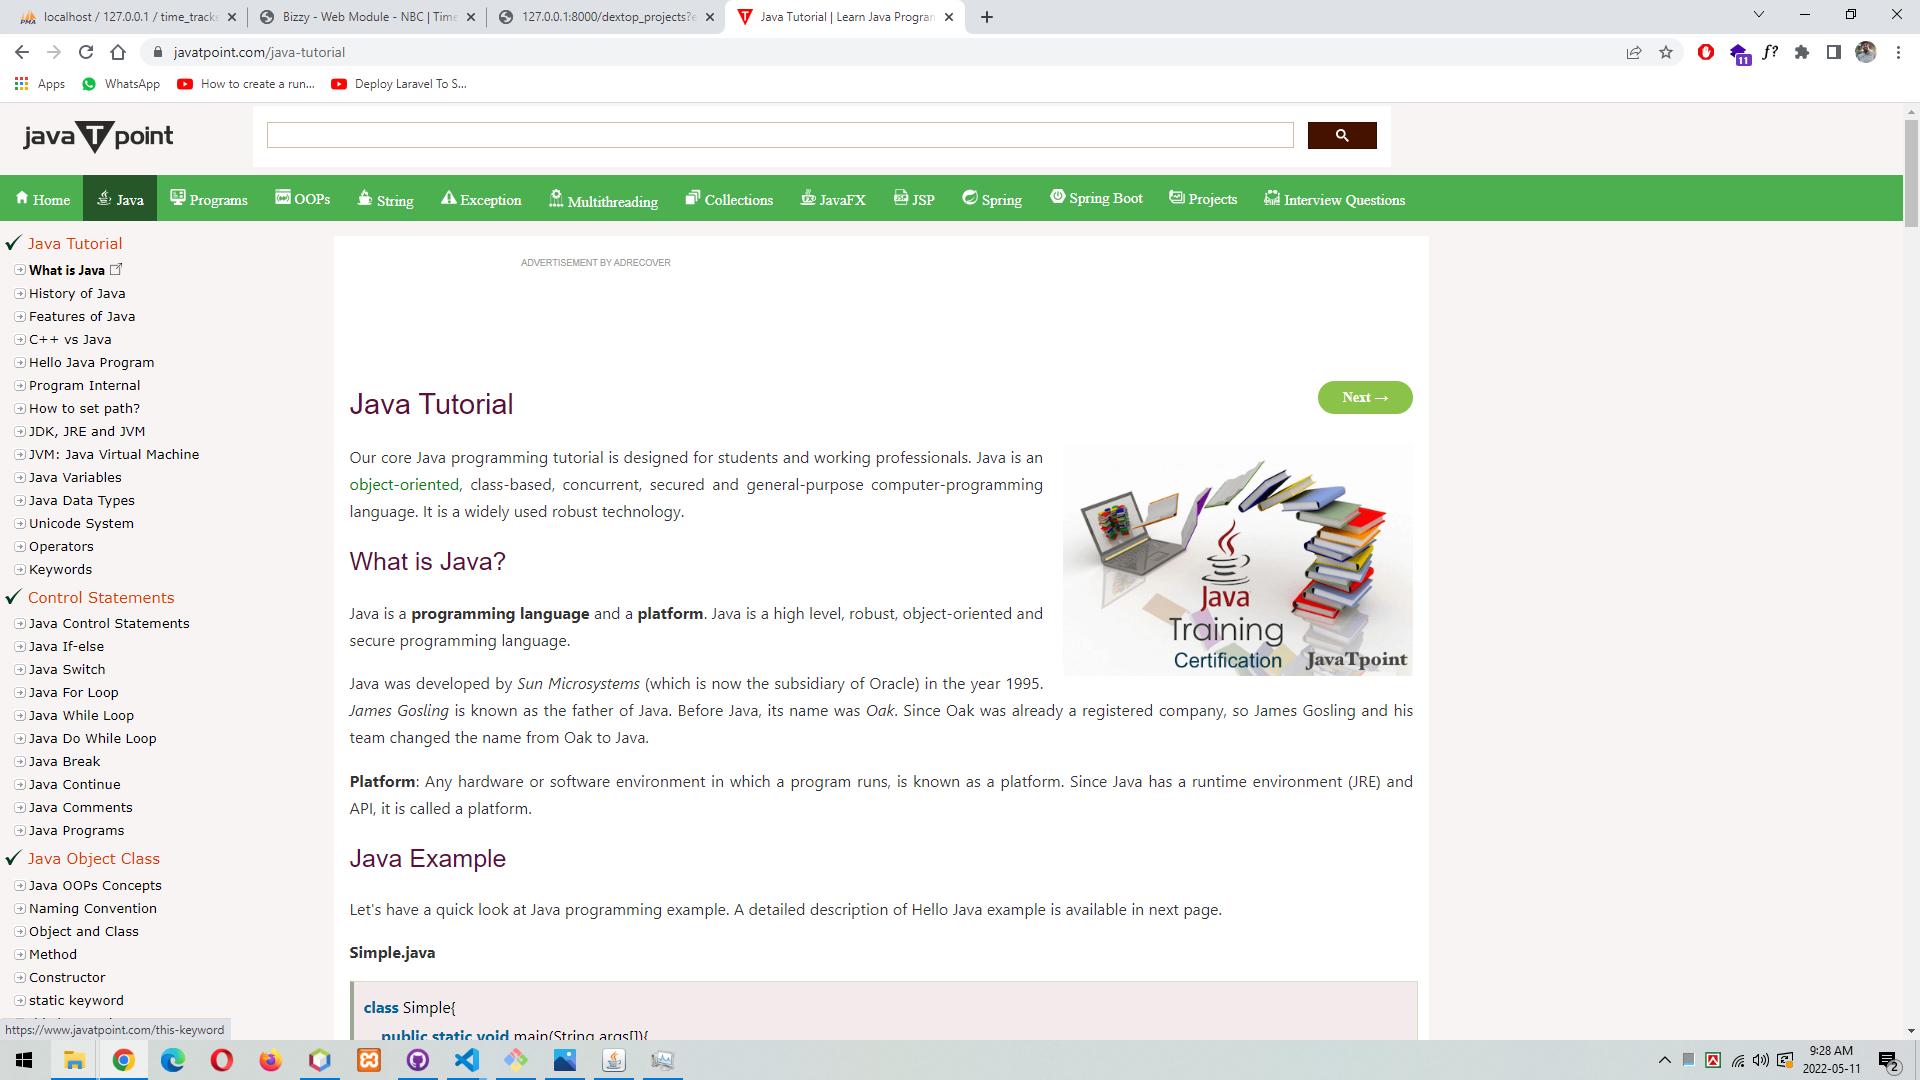 localhost / 127.0.0.1 / time_track
Bizzy - Web Module - NBC | Time
127.0.0.1:8000/dextop_projects?e
Java Tutorial | Learn Java Progran
javatpoint.com/java-tutorial
11
f?
Apps
WhatsApp
How to create a run...
Deploy Laravel To S...
javaTpoint
Home
Java
Programs
OOPs
String
Exception
Multithreading
Collections
JavaFX
JSP
Spring
Spring Boot
Projects
Interview Questions
Java Tutorial
What is Java
History of Java
Features of Java
C++ vs Java
Hello Java Program
Program Internal
How to set path?
JDK, JRE and JVM
JVM: Java Virtual Machine
Java Variables
Java Data Types
Unicode System
Operators
Keywords
Control Statements
Java Control Statements
Java If-else
Java Switch
Java For Loop
Java While Loop
Java Do While Loop
Java Break
Java Continue
Java Comments
Java Programs
Java Object Class
Java OOPs Concepts
Naming Convention
Object and Class
Method
Constructor
static keyword
https://www.javatpoint.com/this-keyword
ADVERTISEMENT BY ADRECOVER
Java Tutorial
Next →
Our core Java programming tutorial is designed for students and working professionals. Java is an
object-oriented, class-based, concurrent, secured and general-purpose computer-programming
language. It is a widely used robust technology.
Java
Training
Certification
JavaTpoint
What is Java?
Java is a programming language and a platform. Java is a high level, robust, object-oriented and
secure programming language.
Java was developed by Sun Microsystems (which is now the subsidiary of Oracle) in the year 1995.
James Gosling is known as the father of Java. Before Java, its name was Oak. Since Oak was already a registered company, so James Gosling and his
team changed the name from Oak to Java.
Platform: Any hardware or software environment in which a program runs, is known as a platform. Since Java has a runtime environment (JRE) and
API, it is called a platform.
Java Example
Let's have a quick look at Java programming example. A detailed description of Hello Java example is available in next page.
Simple.java
class Simple{
public static void main(String args[]){
9:28 AM
2022-05-11
2